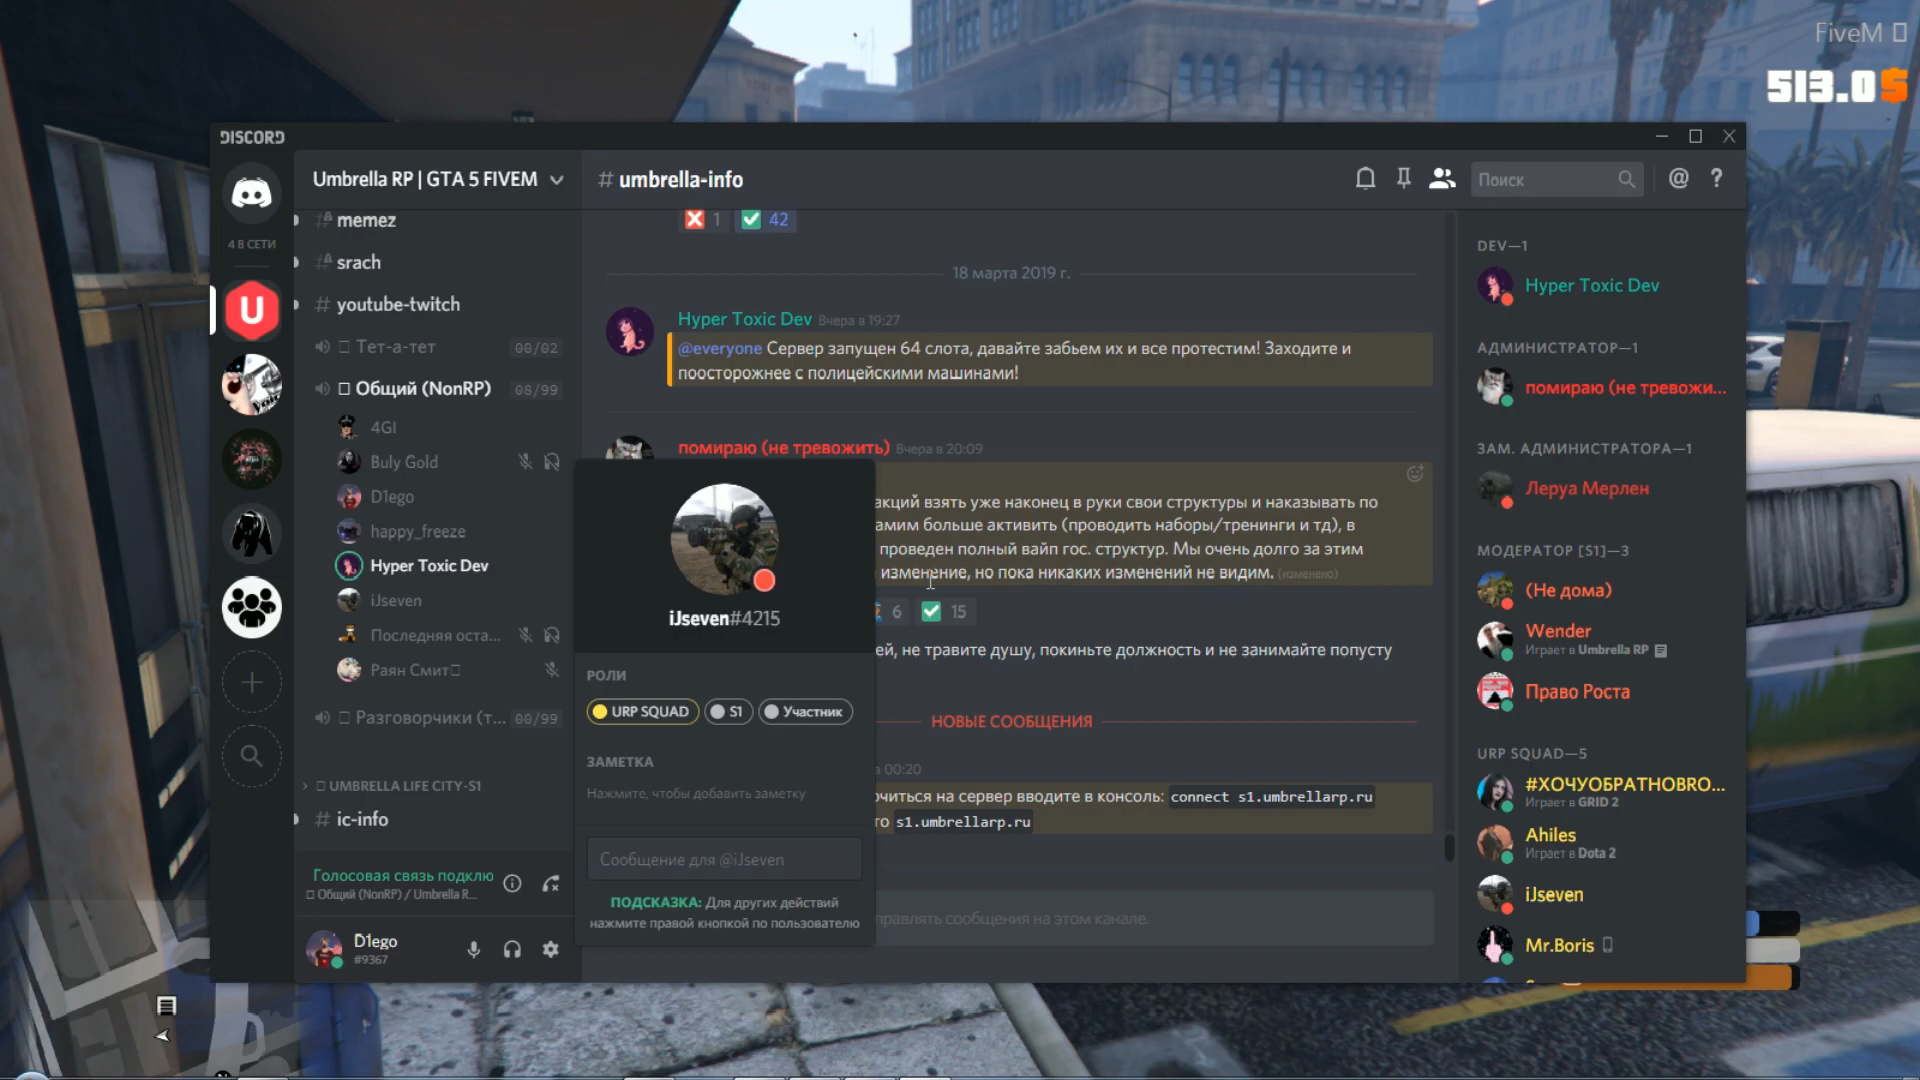 FiveM
513.0$
DISCORD
Umbrella RP | GTA 5 FIVEM
# umbrella-info
Поиск
@ ?
4 В СЕТИ
U
memez
srach
youtube-twitch
Тет-а-тет 00/02
Общий (NonRP) 08/99
4GI
Buly Gold
D1ego
happy_freeze
Hyper Toxic Dev
iJseven
Последняя оста...
Раян Смит
Разговорчики (т... 00/99
UMBRELLA LIFE CITY-S1
ic-info
Голосовая связь подклю
Общий (NonRP) / Umbrella R...
D1ego
#9367
1 42
18 марта 2019 г.
Hyper Toxic Dev Вчера в 19:27
@everyone Сервер запущен 64 слота, давайте забьем их и все протестим! Заходите и
поосторожнее с полицейскими машинами!
помираю (не тревожить) Вчера в 20:09
акций взять уже наконец в руки свои структуры и наказывать по
амим больше активить (проводить наборы/тренинги и тд), в
проведен полный вайп гос. структур. Мы очень долго за этим
изменение, но пока никаких изменений не видим. (изменено)
6 15
ей, не травите душу, покиньте должность и не занимайте попусту
НОВЫЕ СООБЩЕНИЯ
00:20
ючиться на сервер вводите в консоль: connect s1.umbrellarp.ru
то s1.umbrellarp.ru
правлять сообщения на этом канале.
iJseven#4215
РОЛИ
URP SQUAD S1 Участник
ЗАМЕТКА
Нажмите, чтобы добавить заметку
Сообщение для @iJseven
ПОДСКАЗКА: Для других действий
нажмите правой кнопкой по пользователю
DEV—1
Hyper Toxic Dev
АДМИНИСТРАТОР—1
помираю (не тревожи...
ЗАМ. АДМИНИСТРАТОРА—1
Леруа Мерлен
МОДЕРАТОР [S1]—3
(Не дома)
Wender
Играет в Umbrella RP
Право Роста
URP SQUAD—5
#ХОЧУОБРАТНОВRO...
Играет в GRID 2
Ahiles
Играет в Dota 2
iJseven
Mr.Boris